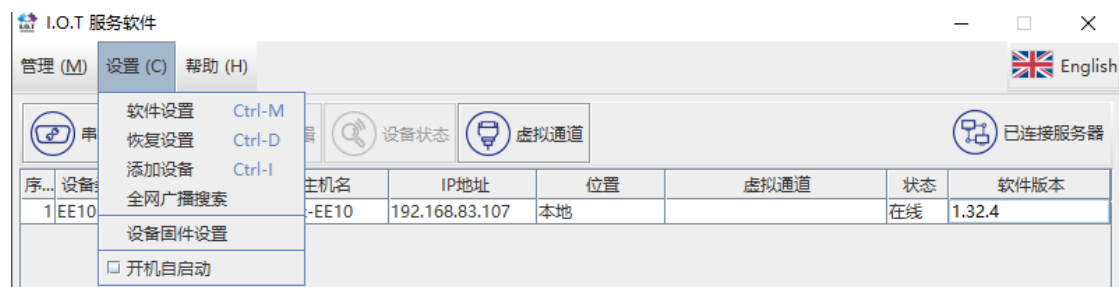 I.O.T 服务软件
管理 (M) 设置 (C) 帮助 (H) English
软件设置 Ctrl-M
恢复设置 Ctrl-D
添加设备 Ctrl-I
全网广播搜索
设备固件设置
开机自启动
串 设备状态 虚拟通道 已连接服务器
序... 设备 主机名 IP地址 位置 虚拟通道 状态 软件版本
1 EE10 -EE10 192.168.83.107 本地 在线 1.32.4